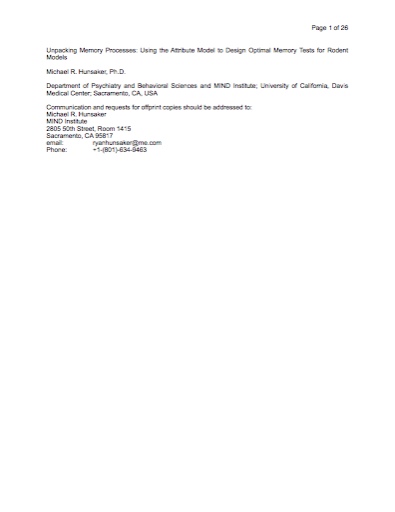 Page 1 of 26
Unpacking Memory Processes: Using the Attribute Model to Design Optimal Memory Tests for Rodent
Models
Michael R. Hunsaker, Ph.D.
Department of Psychiatry and Behavioral Sciences and MIND Institute; University of California, Davis
Medical Center; Sacramento, CA, USA
Communication and requests for offprint copies should be addressed to:
Michael R. Hunsaker
MIND Institute
2805 50th Street, Room 1415
Sacramento, CA 95817
email: ryanhunsaker@me.com
Phone: +1-(801)-634-9463